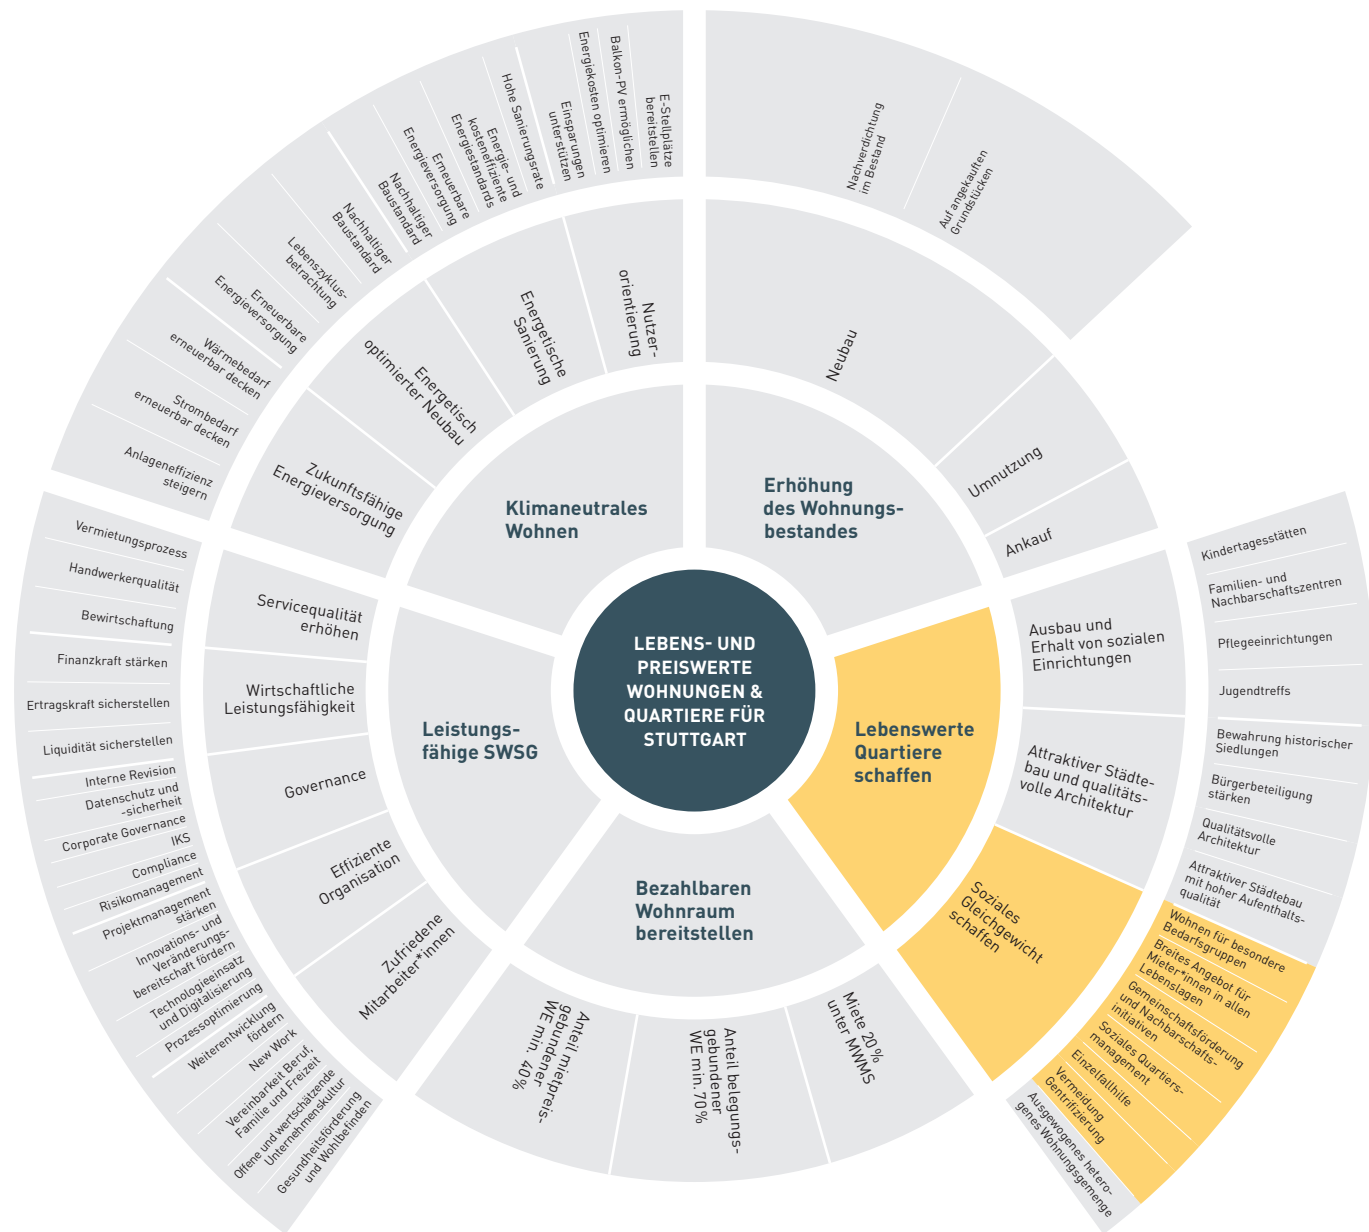 LEBENS- UND
PREISWERTE
WOHNUNGEN &
QUARTIERE FÜR
STUTTGART
Klimaneutrales
Wohnen
Zukunftsfähige
Energieversorgung
Anlageneffizienz
steigern
Strombedarf
erneuerbar decken
Wärmebedarf
erneuerbar decken
Energetisch
optimierter Neubau
Erneuerbare
Energieversorgung
Lebenszyklus-
betrachtung
Nachhaltiger
Baustandard
Energetische
Sanierung
Nachhaltiger
Baustandard
Erneuerbare
Energieversorgung
Energie- und
kosteneffiziente
Energiestandards
Hohe Sanierungsrate
Nutzer-
orientierung
Einsparungen
unterstützen
Energiekosten optimieren
Balkon-PV ermöglichen
E-Stellplätze
bereitstellen
Erhöhung
des Wohnungs-
bestandes
Neubau
Nachverdichtung
im Bestand
Auf angekauften
Grundstücken
Umnutzung
Ankauf
Lebenswerte
Quartiere
schaffen
Ausbau und
Erhalt von sozialen
Einrichtungen
Kindertagesstätten
Familien- und
Nachbarschaftszentren
Pflegeeinrichtungen
Jugendtreffs
Attraktiver Städte-
bau und qualitäts-
volle Architektur
Bewahrung historischer
Siedlungen
Bürgerbeteiligung
stärken
Qualitätsvolle
Architektur
Attraktiver Städtebau
mit hoher Aufenthalts-
qualität
Soziales
Gleichgewicht
schaffen
Wohnen für besondere
Bedarfsgruppen
Breites Angebot für
Mieter*innen in allen
Lebenslagen
Gemeinschaftsförderung
und Nachbarschafts-
initiativen
Soziales Quartiers-
management
Einzelfallhilfe
Vermeidung
Gentrifizierung
Ausgewogenes hetero-
genes Wohnungsgemenge
Bezahlbaren
Wohnraum
bereitstellen
Miete 20 %
unter MWMS
Anteil belegungs-
gebundener
WE min. 70 %
Anteil mietpreis-
gebundener
WE min. 40 %
Leistungs-
fähige SWSG
Servicequalität
erhöhen
Vermietungsprozess
Handwerkerqualität
Bewirtschaftung
Wirtschaftliche
Leistungsfähigkeit
Finanzkraft stärken
Ertragskraft sicherstellen
Liquidität sicherstellen
Governance
Interne Revision
Datenschutz und
-sicherheit
Corporate Governance
IKS
Compliance
Risikomanagement
Effiziente
Organisation
Projektmanagement
stärken
Innovations- und
Veränderungs-
bereitschaft fördern
Technologieeinsatz
und Digitalisierung
Prozessoptimierung
Zufriedene
Mitarbeiter*innen
Weiterentwicklung
fördern
New Work
Vereinbarkeit Beruf,
Familie und Freizeit
Offene und wertschätzende
Unternehmenskultur
Gesundheitsförderung
und Wohlbefinden